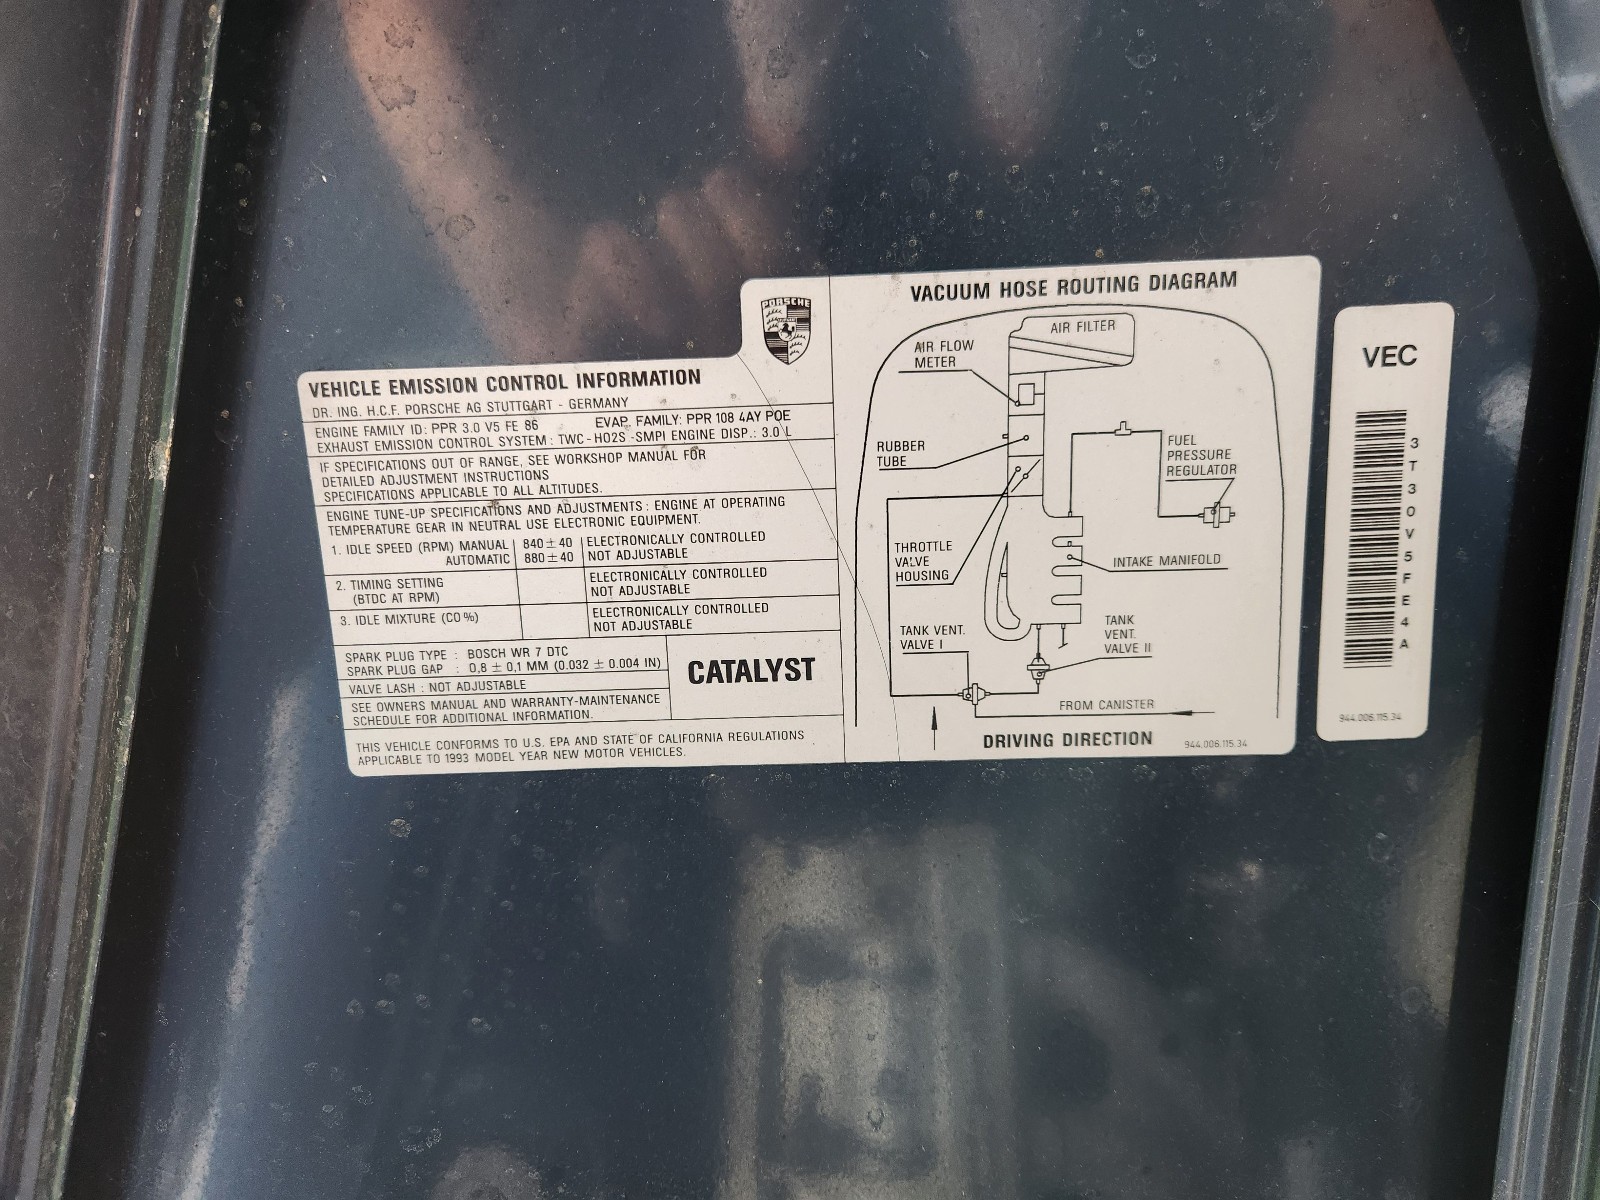 PORSCHE
VEHICLE EMISSION CONTROL INFORMATION
DR. ING. H.C.F. PORSCHE AG STUTTGART - GERMANY
ENGINE FAMILY ID: PPR 3.0 V5 FE 86 EVAP. FAMILY: PPR 108 4AY POE
EXHAUST EMISSION CONTROL SYSTEM : TWC - HO2S - SMPI ENGINE DISP.: 3.0 L
IF SPECIFICATIONS OUT OF RANGE, SEE WORKSHOP MANUAL FOR
DETAILED ADJUSTMENT INSTRUCTIONS
SPECIFICATIONS APPLICABLE TO ALL ALTITUDES.
ENGINE TUNE-UP SPECIFICATIONS AND ADJUSTMENTS : ENGINE AT OPERATING
TEMPERATURE GEAR IN NEUTRAL USE ELECTRONIC EQUIPMENT.
1. IDLE SPEED (RPM) MANUAL 840 ± 40 ELECTRONICALLY CONTROLLED
AUTOMATIC 880 ± 40 NOT ADJUSTABLE
2. TIMING SETTING ELECTRONICALLY CONTROLLED
(BTDC AT RPM) NOT ADJUSTABLE
3. IDLE MIXTURE (CO %) ELECTRONICALLY CONTROLLED
NOT ADJUSTABLE
SPARK PLUG TYPE : BOSCH WR 7 DTC
SPARK PLUG GAP : 0,8 ± 0,1 MM (0.032 ± 0.004 IN)
VALVE LASH : NOT ADJUSTABLE
SEE OWNERS MANUAL AND WARRANTY-MAINTENANCE
SCHEDULE FOR ADDITIONAL INFORMATION.
CATALYST
THIS VEHICLE CONFORMS TO U.S. EPA AND STATE OF CALIFORNIA REGULATIONS
APPLICABLE TO 1993 MODEL YEAR NEW MOTOR VEHICLES.
VACUUM HOSE ROUTING DIAGRAM
AIR FILTER
AIR FLOW
METER
RUBBER
TUBE
FUEL
PRESSURE
REGULATOR
THROTTLE
VALVE
HOUSING
INTAKE MANIFOLD
TANK VENT.
VALVE I
TANK
VENT.
VALVE II
FROM CANISTER
DRIVING DIRECTION
944.006.115.34
VEC
3T30V5FE4A
944.006.115.34